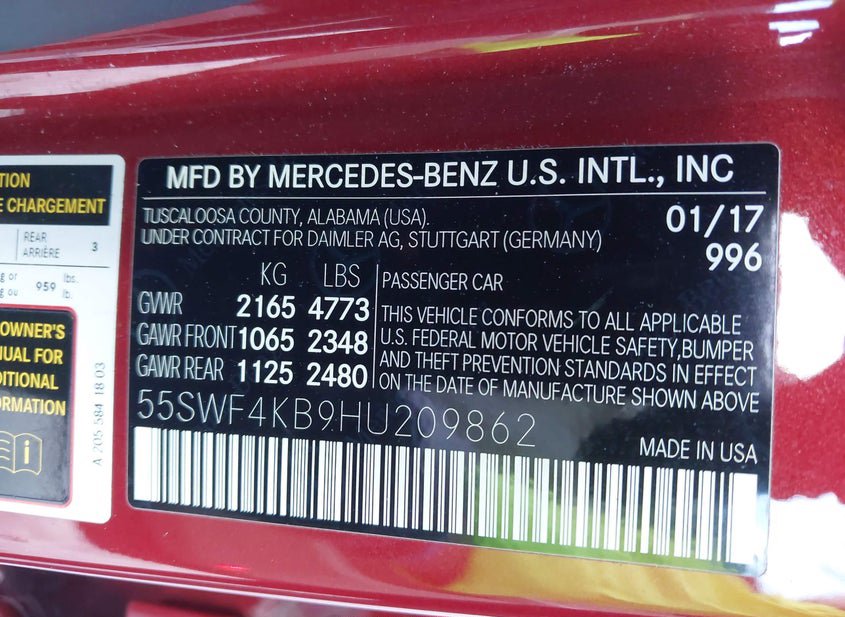 TION
E CHARGEMENT
REAR
ARRIÈRE 3
g or lbs.
959
g ou lb.
OWNER'S
NUAL FOR
DITIONAL
ORMATION
i
A 205 584 18 03
MFD BY MERCEDES-BENZ U.S. INTL., INC
TUSCALOOSA COUNTY, ALABAMA (USA).
UNDER CONTRACT FOR DAIMLER AG, STUTTGART (GERMANY)
01/17
996
KG LBS
GVWR 2165 4773
GAWR FRONT 1065 2348
GAWR REAR 1125 2480
PASSENGER CAR
THIS VEHICLE CONFORMS TO ALL APPLICABLE
U.S. FEDERAL MOTOR VEHICLE SAFETY,BUMPER
AND THEFT PREVENTION STANDARDS IN EFFECT
ON THE DATE OF MANUFACTURE SHOWN ABOVE
55SWF4KB9HU209862
MADE IN USA